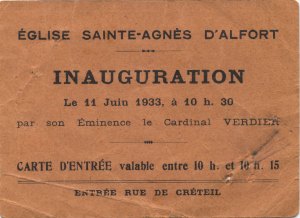 ÉGLISE SAINTE-AGNÈS D'ALFORT
INAUGURATION
Le 11 Juin 1933, à 10 h. 30
par son Éminence le Cardinal VERDIER
CARTE D'ENTRÉE valable entre 10 h. et 10 h. 15
ENTRÉE RUE DE CRÉTEIL